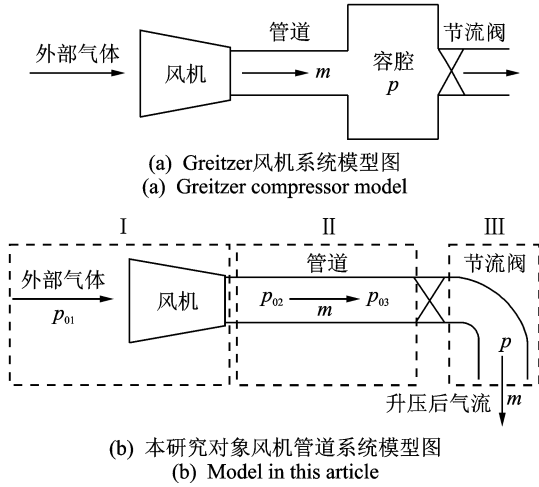 外部气体
风机
管道
m
容腔
p
节流阀
(a) Greitzer风机系统模型图
(a) Greitzer compressor model
I
II
III
外部气体
p01
风机
管道
p02
m
p03
节流阀
p
升压后气流
m
(b) 本研究对象风机管道系统模型图
(b) Model in this article